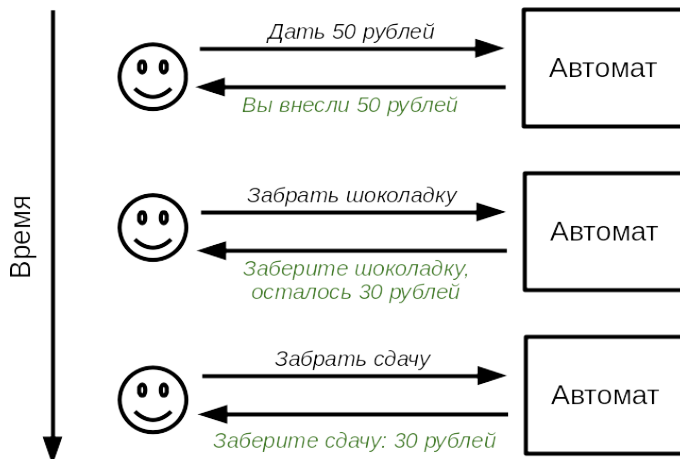 Дать 50 рублей
Автомат
Вы внесли 50 рублей
Время
Забрать шоколадку
Автомат
Заберите шоколадку,
осталось 30 рублей
Забрать сдачу
Автомат
Заберите сдачу: 30 рублей